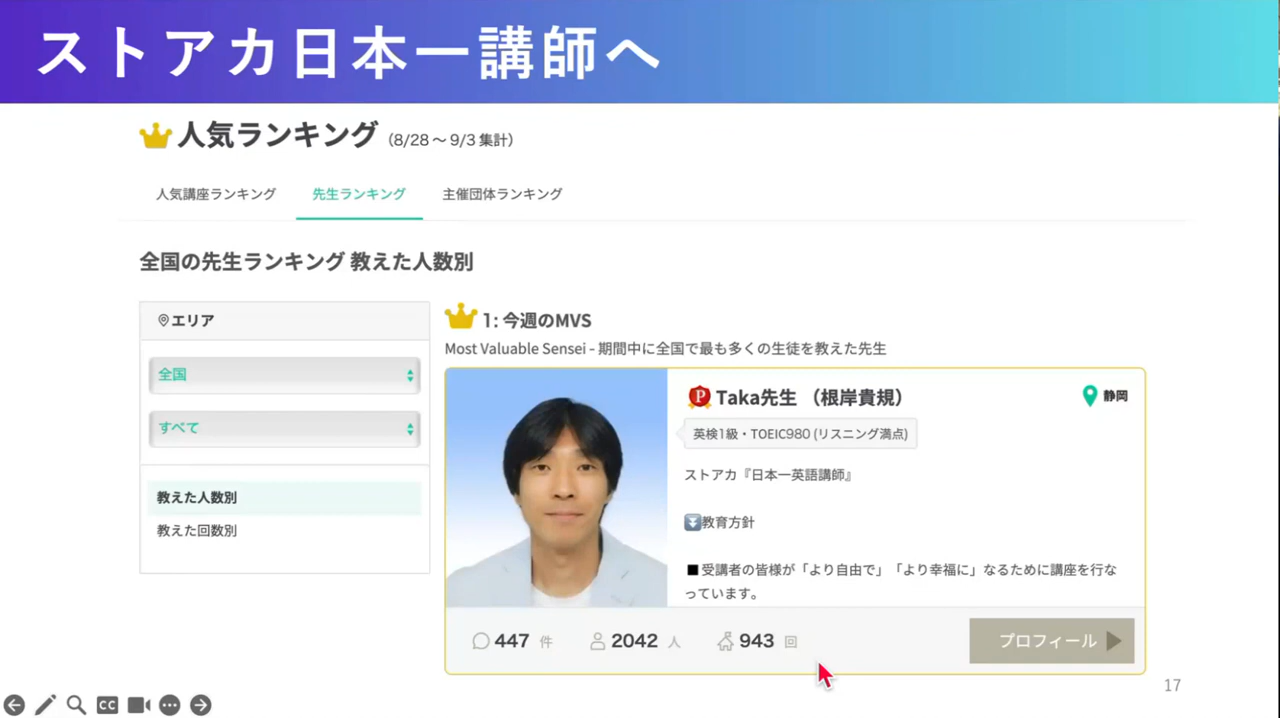 ストアカ日本一講師へ
人気ランキング (8/28 ～ 9/3 集計)
人気講座ランキング 先生ランキング 主催団体ランキング
全国の先生ランキング 教えた人数別
エリア
全国
すべて
教えた人数別
教えた回数別
1: 今週のMVS
Most Valuable Sensei - 期間中に全国で最も多くの生徒を教えた先生
P Taka先生 （根岸貴規）
静岡
英検1級・TOEIC980 (リスニング満点)
ストアカ『日本一英語講師』
教育方針
■受講者の皆様が「より自由で」「より幸福に」なるために講座を行な
っています。
447 件 2042 人 943 回
プロフィール
17
CC